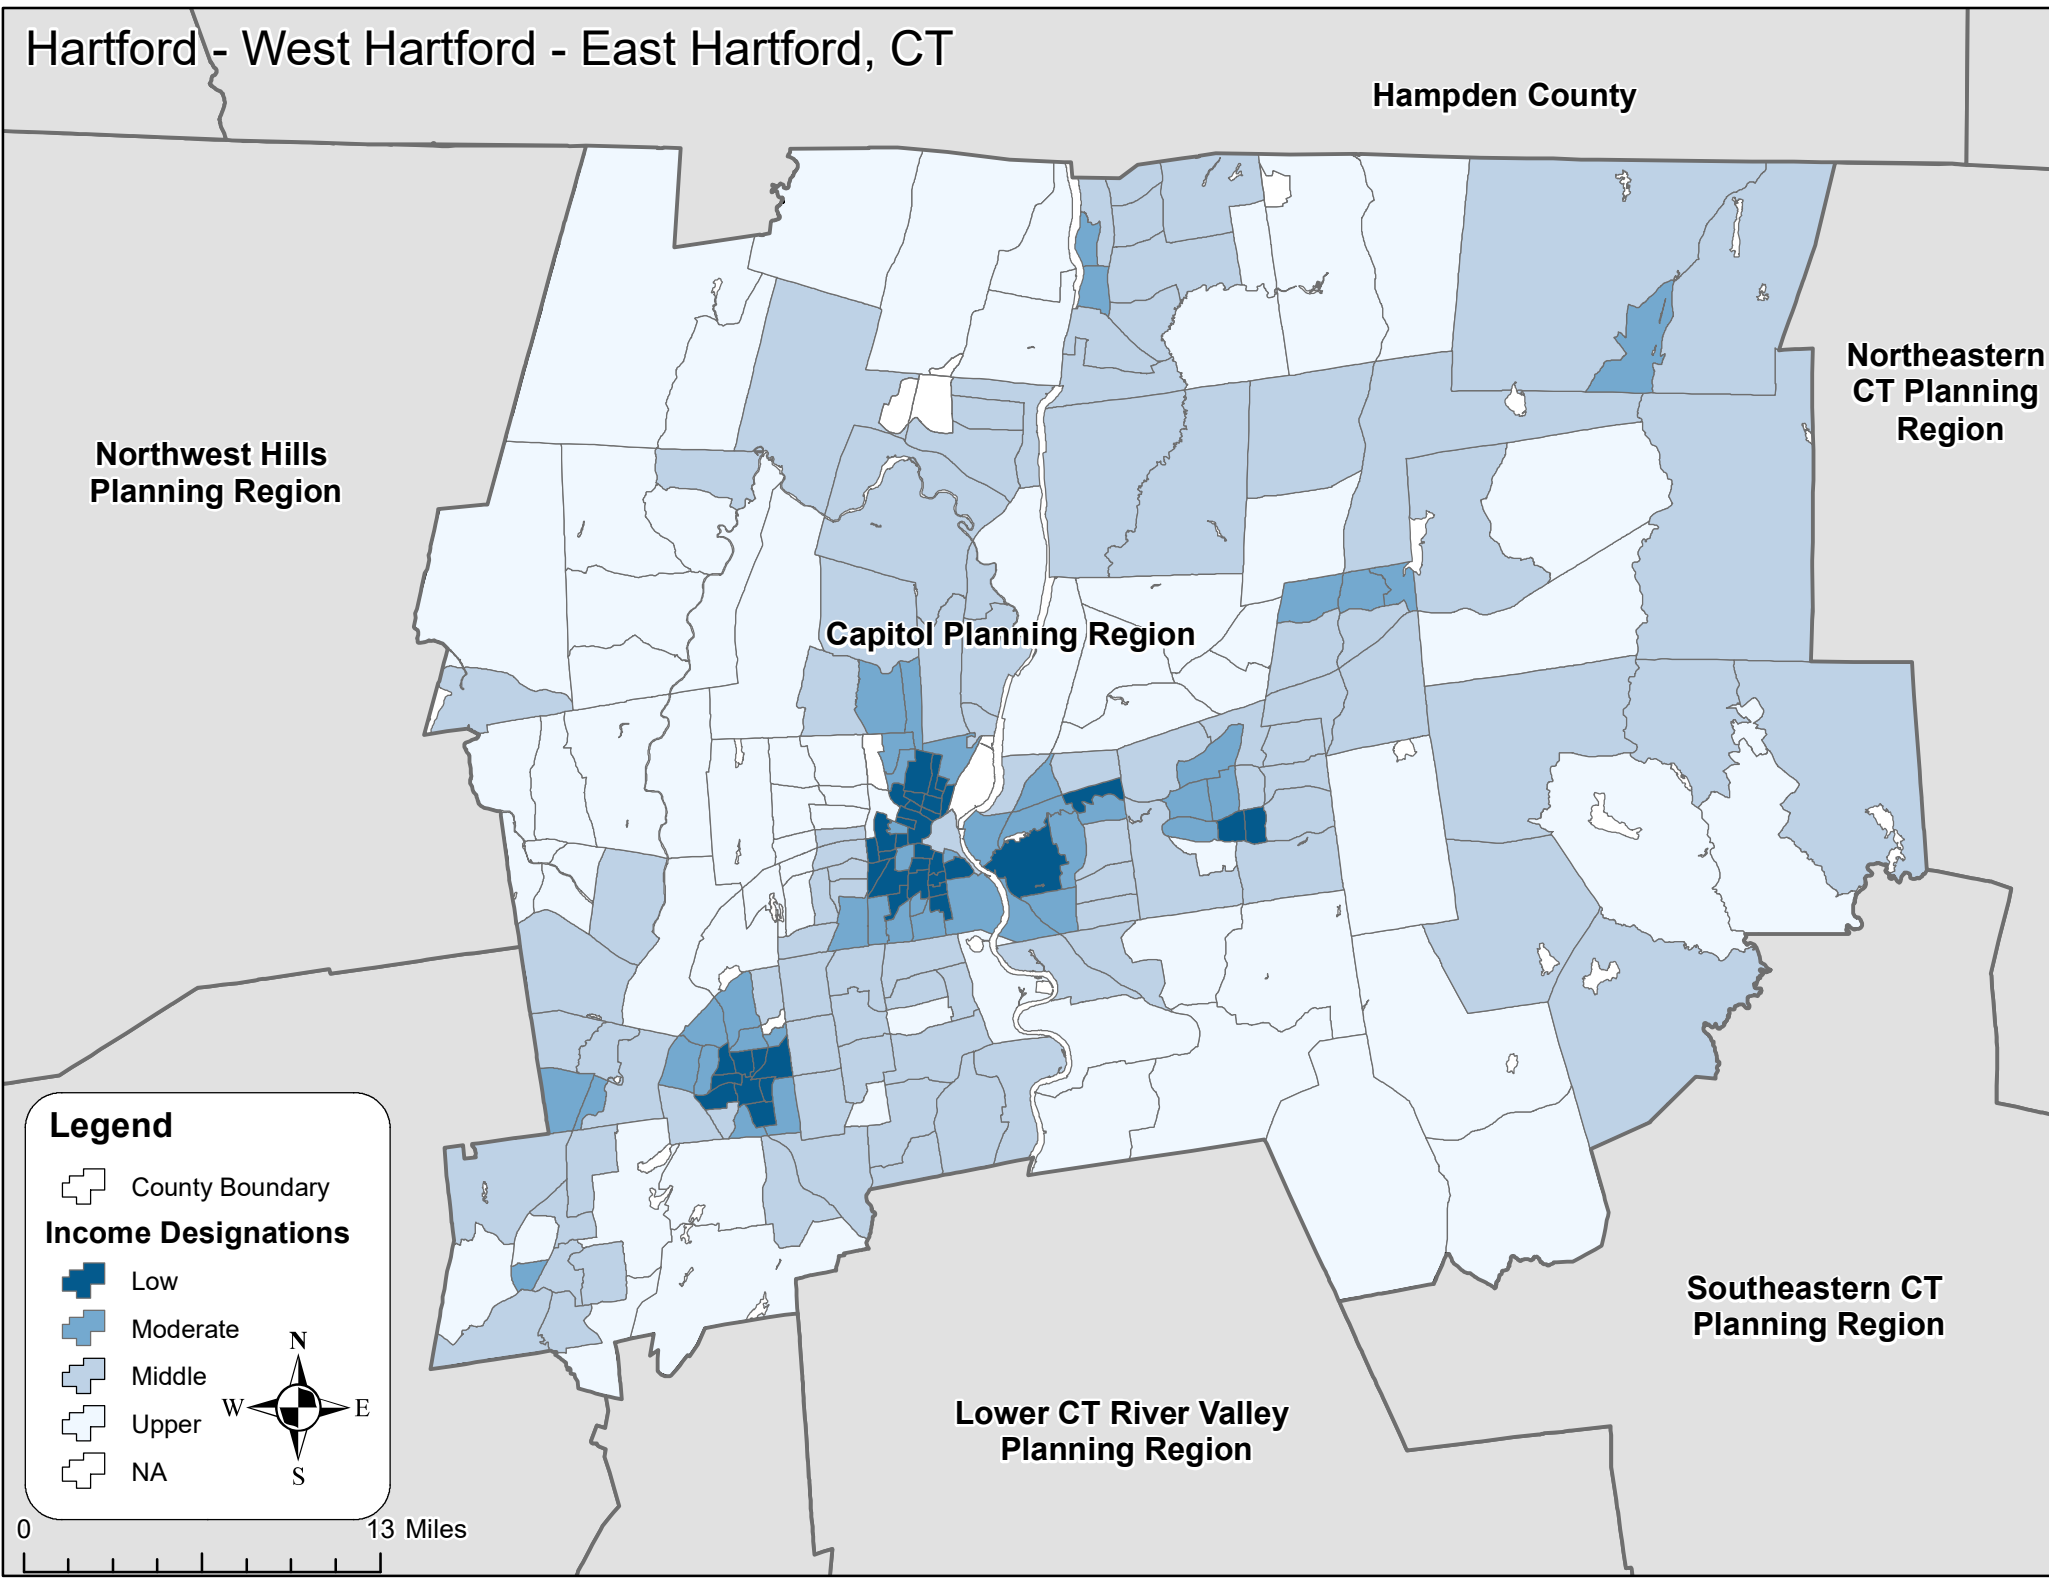 Hartford - West Hartford - East Hartford, CT
Hampden County
Northeastern
CT Planning
Region
Northwest Hills
Planning Region
Capitol Planning Region
Legend
County Boundary
Income Designations
Low
Moderate
Middle
Upper
NA
N
W
E
S
0
13 Miles
Southeastern CT
Planning Region
Lower CT River Valley
Planning Region